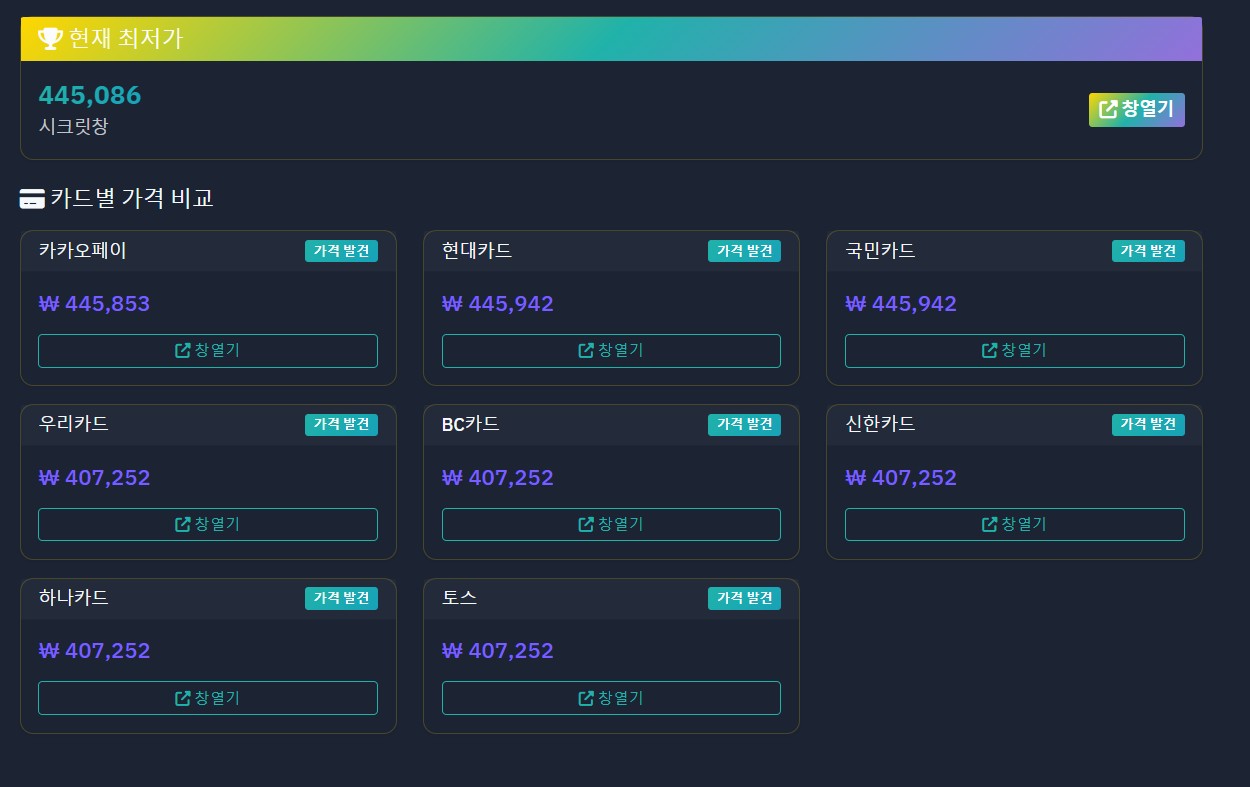 현재 최저가
445,086
시크릿창
창열기
카드별 가격 비교
카카오페이 가격 발견
₩ 445,853
창열기
현대카드 가격 발견
₩ 445,942
창열기
국민카드 가격 발견
₩ 445,942
창열기
우리카드 가격 발견
₩ 407,252
창열기
BC카드 가격 발견
₩ 407,252
창열기
신한카드 가격 발견
₩ 407,252
창열기
하나카드 가격 발견
₩ 407,252
창열기
토스 가격 발견
₩ 407,252
창열기